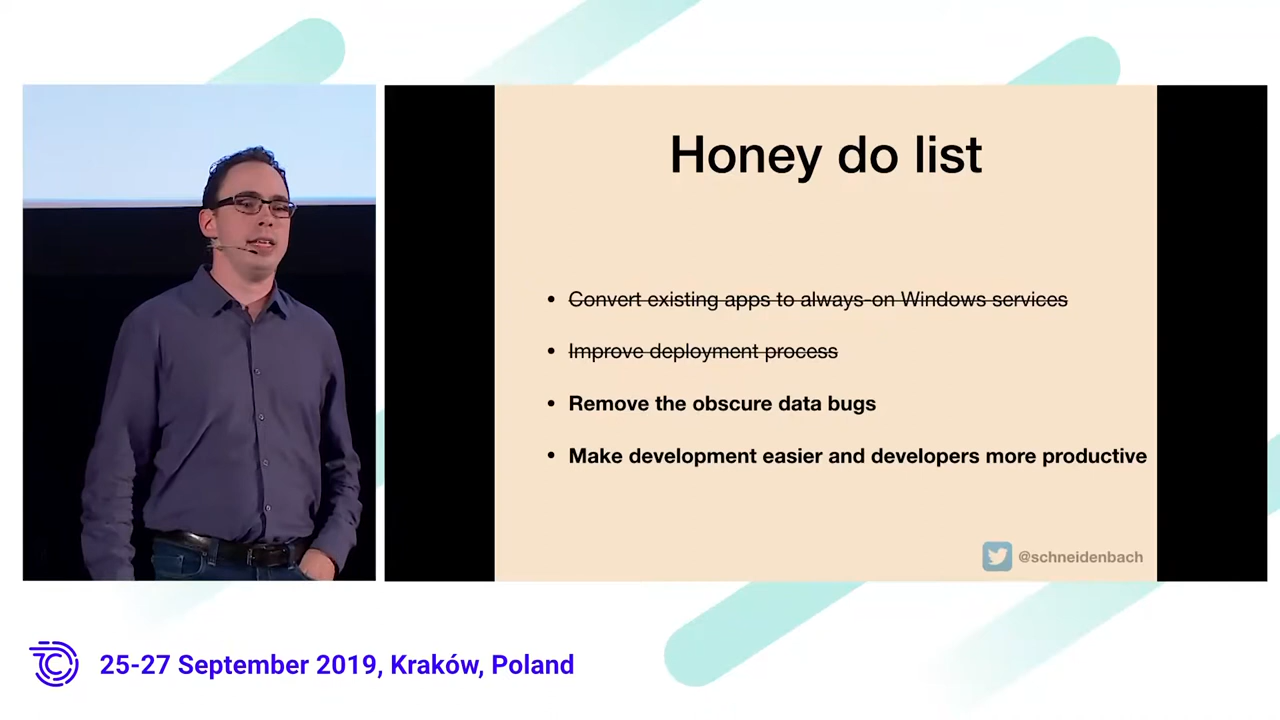 Honey do list
• Convert existing apps to always-on Windows services
• Improve deployment process
• Remove the obscure data bugs
• Make development easier and developers more productive
@schneidenbach
25-27 September 2019, Kraków, Poland